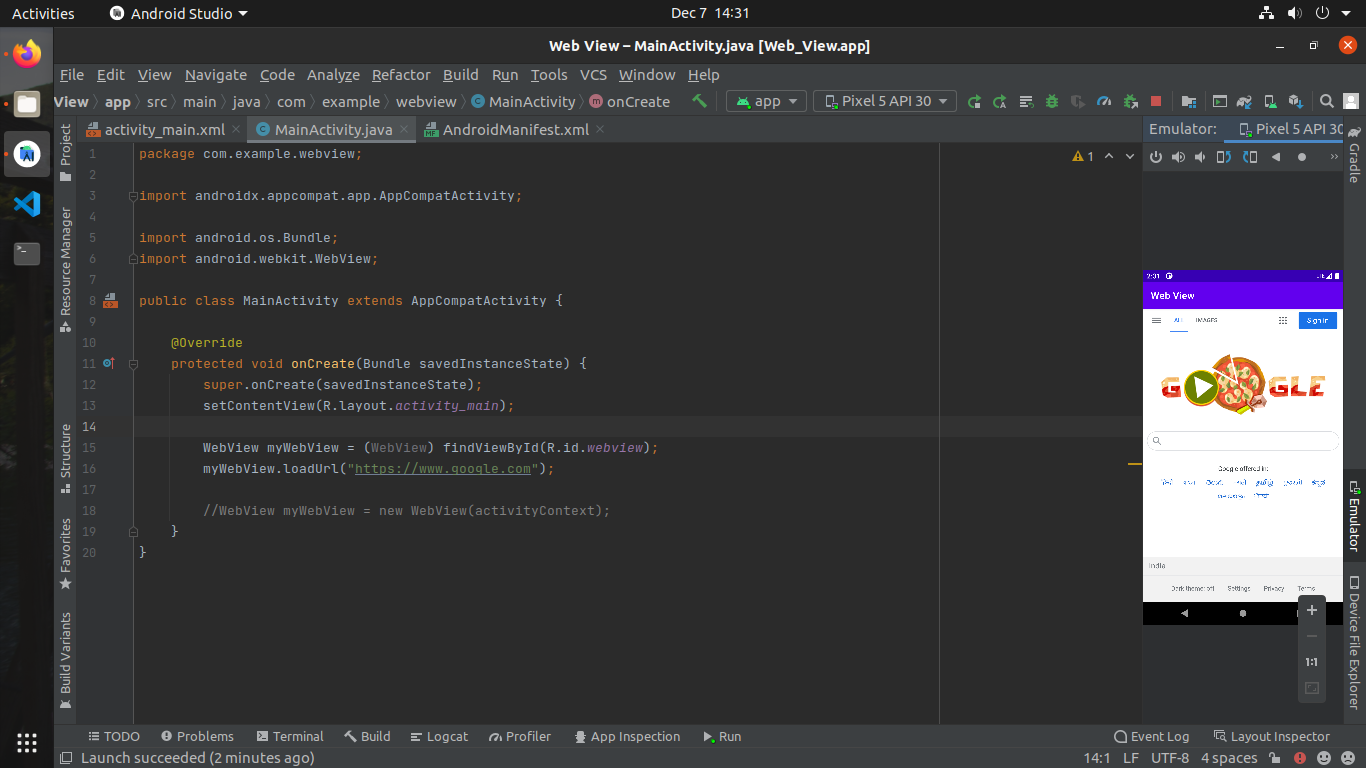 Activities Android Studio Dec 7 14:31
Web View – MainActivity.java [Web_View.app]
File Edit View Navigate Code Analyze Refactor Build Run Tools VCS Window Help
View app src main java com example webview MainActivity onCreate app Pixel 5 API 30
activity_main.xml MainActivity.java AndroidManifest.xml Emulator: Pixel 5 API 30
Project
Resource Manager
Structure
Favorites
Build Variants
1 package com.example.webview;
2
3 import androidx.appcompat.app.AppCompatActivity;
4
5 import android.os.Bundle;
6 import android.webkit.WebView;
7
8 public class MainActivity extends AppCompatActivity {
9
10 @Override
11 protected void onCreate(Bundle savedInstanceState) {
12 super.onCreate(savedInstanceState);
13 setContentView(R.layout.activity_main);
14
15 WebView myWebView = (WebView) findViewById(R.id.webview);
16 myWebView.loadUrl("https://www.google.com");
17
18 //WebView myWebView = new WebView(activityContext);
19 }
20 }
1
2:31
Web View
ALL IMAGES Sign in
GOOGLE
Google offered in:
India
Dark theme: off Settings Privacy Terms
1:1
Gradle
Emulator
Device File Explorer
TODO Problems Terminal Build Logcat Profiler App Inspection Run Event Log Layout Inspector
Launch succeeded (2 minutes ago) 14:1 LF UTF-8 4 spaces